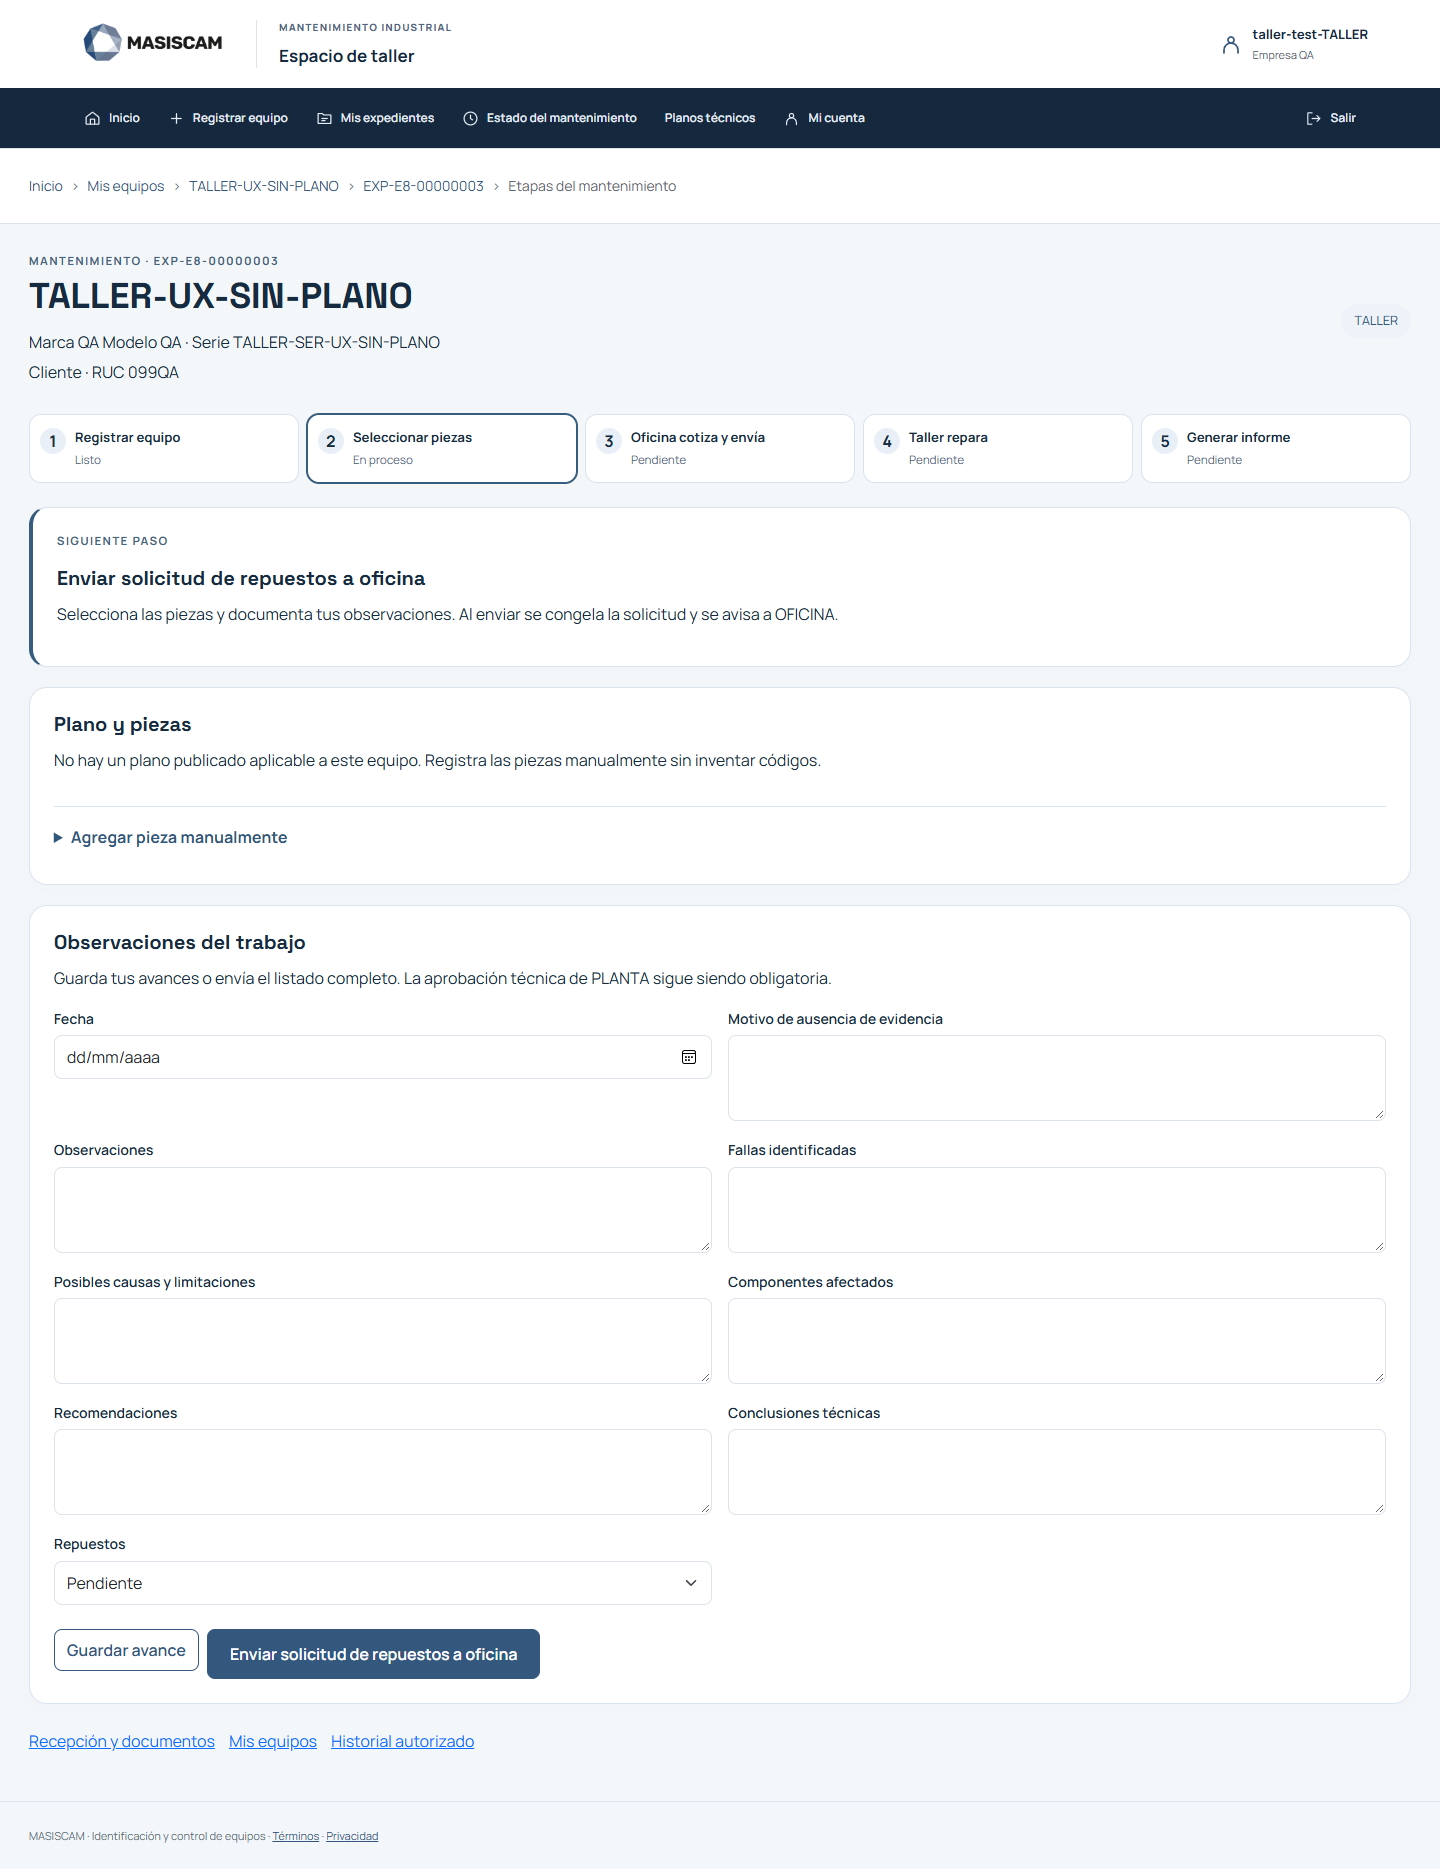 MASISCAM
MANTENIMIENTO INDUSTRIAL
Espacio de taller
taller-test-TALLER
Empresa QA
Inicio
Registrar equipo
Mis expedientes
Estado del mantenimiento
Planos técnicos
Mi cuenta
Salir
Inicio › Mis equipos › TALLER-UX-SIN-PLANO › EXP-E8-00000003 › Etapas del mantenimiento
MANTENIMIENTO · EXP-E8-00000003
TALLER-UX-SIN-PLANO
Marca QA Modelo QA · Serie TALLER-SER-UX-SIN-PLANO
Cliente · RUC 099QA
TALLER
1 Registrar equipo
Listo
2 Seleccionar piezas
En proceso
3 Oficina cotiza y envía
Pendiente
4 Taller repara
Pendiente
5 Generar informe
Pendiente
SIGUIENTE PASO
Enviar solicitud de repuestos a oficina
Selecciona las piezas y documenta tus observaciones. Al enviar se congela la solicitud y se avisa a OFICINA.
Plano y piezas
No hay un plano publicado aplicable a este equipo. Registra las piezas manualmente sin inventar códigos.
Agregar pieza manualmente
Observaciones del trabajo
Guarda tus avances o envía el listado completo. La aprobación técnica de PLANTA sigue siendo obligatoria.
Fecha
dd/mm/aaaa
Motivo de ausencia de evidencia
Observaciones
Fallas identificadas
Posibles causas y limitaciones
Componentes afectados
Recomendaciones
Conclusiones técnicas
Repuestos
Pendiente
Guardar avance
Enviar solicitud de repuestos a oficina
Recepción y documentos
Mis equipos
Historial autorizado
MASISCAM · Identificación y control de equipos · Términos · Privacidad